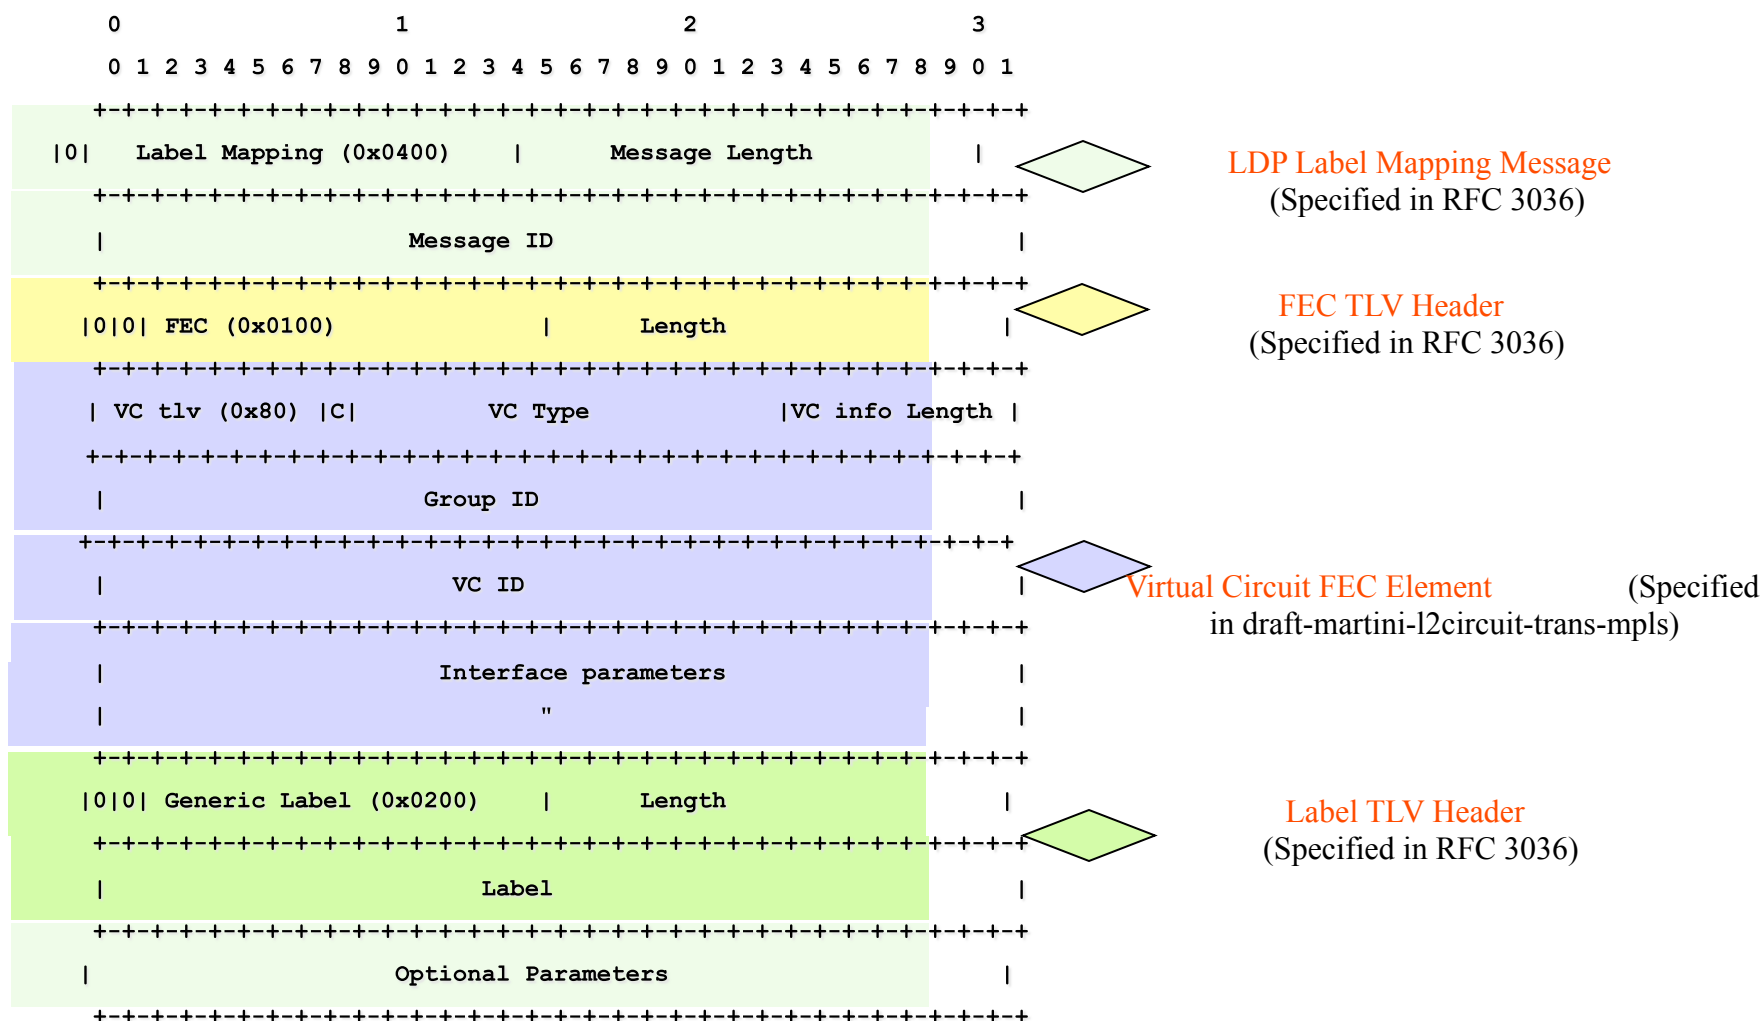 0                   1                   2                   3
0 1 2 3 4 5 6 7 8 9 0 1 2 3 4 5 6 7 8 9 0 1 2 3 4 5 6 7 8 9 0 1
+-+-+-+-+-+-+-+-+-+-+-+-+-+-+-+-+-+-+-+-+-+-+-+-+-+-+-+-+-+-+-+-+
|0|   Label Mapping (0x0400)    |      Message Length           |
LDP Label Mapping Message
(Specified in RFC 3036)
+-+-+-+-+-+-+-+-+-+-+-+-+-+-+-+-+-+-+-+-+-+-+-+-+-+-+-+-+-+-+-+-+
|                     Message ID                                |
+-+-+-+-+-+-+-+-+-+-+-+-+-+-+-+-+-+-+-+-+-+-+-+-+-+-+-+-+-+-+-+-+
|0|0| FEC (0x0100)              |      Length                   |
FEC TLV Header
(Specified in RFC 3036)
+-+-+-+-+-+-+-+-+-+-+-+-+-+-+-+-+-+-+-+-+-+-+-+-+-+-+-+-+-+-+-+-+
| VC tlv (0x80) |C|         VC Type             |VC info Length |
+-+-+-+-+-+-+-+-+-+-+-+-+-+-+-+-+-+-+-+-+-+-+-+-+-+-+-+-+-+-+-+-+
|                      Group ID                                 |
+-+-+-+-+-+-+-+-+-+-+-+-+-+-+-+-+-+-+-+-+-+-+-+-+-+-+-+-+-+-+-+-+
|                        VC ID                                  |
Virtual Circuit FEC Element (Specified
in draft-martini-l2circuit-trans-mpls)
+-+-+-+-+-+-+-+-+-+-+-+-+-+-+-+-+-+-+-+-+-+-+-+-+-+-+-+-+-+-+-+-+
|                       Interface parameters                    |
|                              "                                |
+-+-+-+-+-+-+-+-+-+-+-+-+-+-+-+-+-+-+-+-+-+-+-+-+-+-+-+-+-+-+-+-+
|0|0| Generic Label (0x0200)    |      Length                   |
Label TLV Header
(Specified in RFC 3036)
+-+-+-+-+-+-+-+-+-+-+-+-+-+-+-+-+-+-+-+-+-+-+-+-+-+-+-+-+-+-+-+-+
|                          Label                                |
+-+-+-+-+-+-+-+-+-+-+-+-+-+-+-+-+-+-+-+-+-+-+-+-+-+-+-+-+-+-+-+-+
|                     Optional Parameters                       |
+-+-+-+-+-+-+-+-+-+-+-+-+-+-+-+-+-+-+-+-+-+-+-+-+-+-+-+-+-+-+-+-+